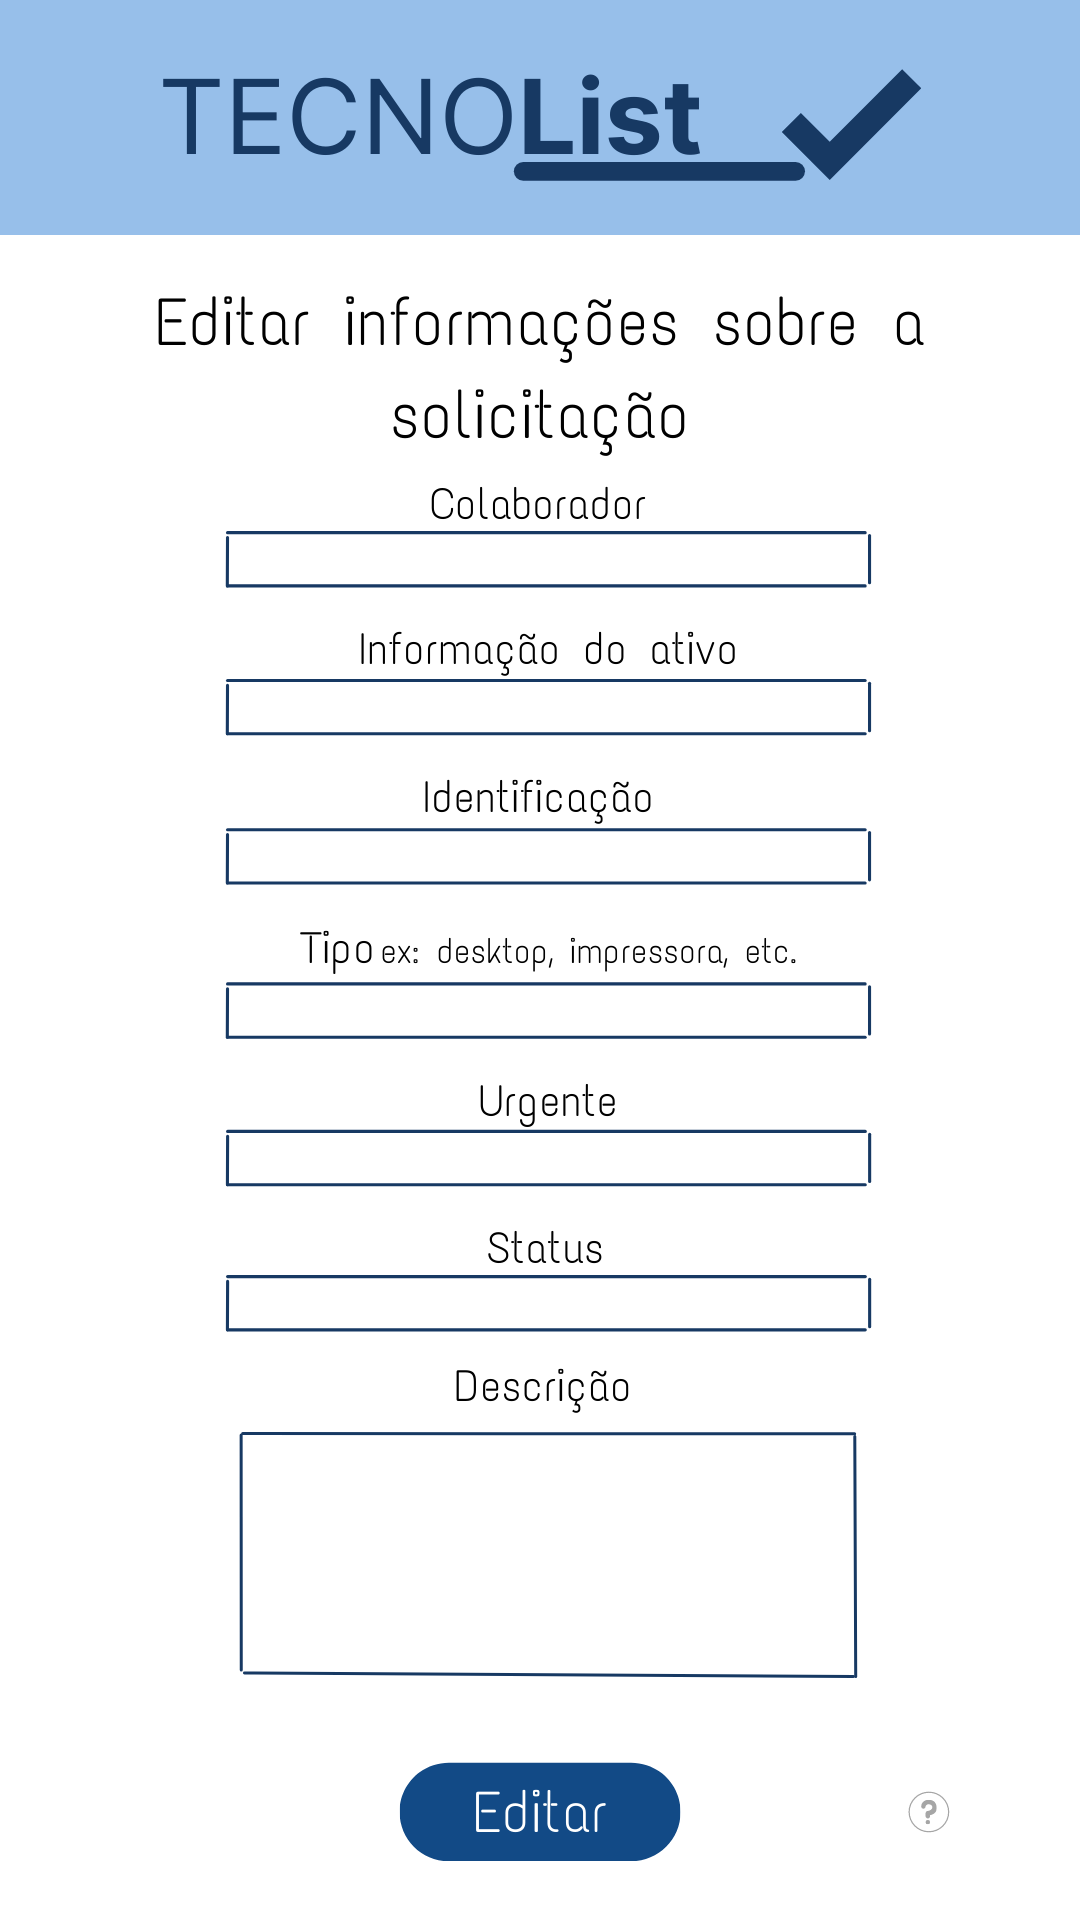 TECNOList
Editar informações sobre a
solicitação
Colaborador
Informação do ativo
Identificação
Tipo ex: desktop, impressora, etc.
Urgente
Status
Descrição
Editar
?